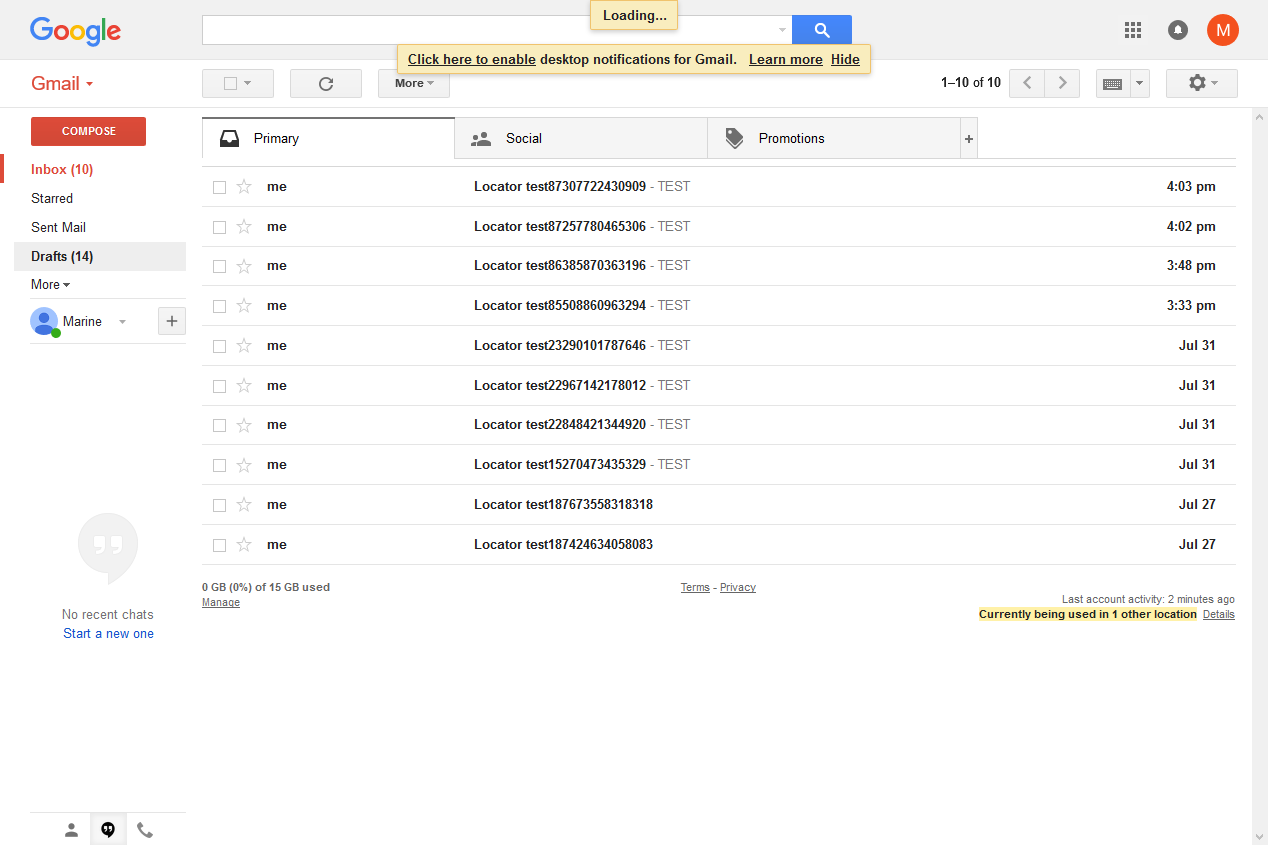 Loading...
Google
Click here to enable desktop notifications for Gmail. Learn more Hide
M
Gmail
More
1–10 of 10
COMPOSE
Inbox (10)
Starred
Sent Mail
Drafts (14)
More
Marine
+
No recent chats
Start a new one
Primary
Social
Promotions
+
me Locator test87307722430909 - TEST 4:03 pm
me Locator test87257780465306 - TEST 4:02 pm
me Locator test86385870363196 - TEST 3:48 pm
me Locator test85508860963294 - TEST 3:33 pm
me Locator test23290101787646 - TEST Jul 31
me Locator test22967142178012 - TEST Jul 31
me Locator test22848421344920 - TEST Jul 31
me Locator test15270473435329 - TEST Jul 31
me Locator test187673558318318 Jul 27
me Locator test187424634058083 Jul 27
0 GB (0%) of 15 GB used
Manage
Terms - Privacy
Last account activity: 2 minutes ago
Currently being used in 1 other location Details